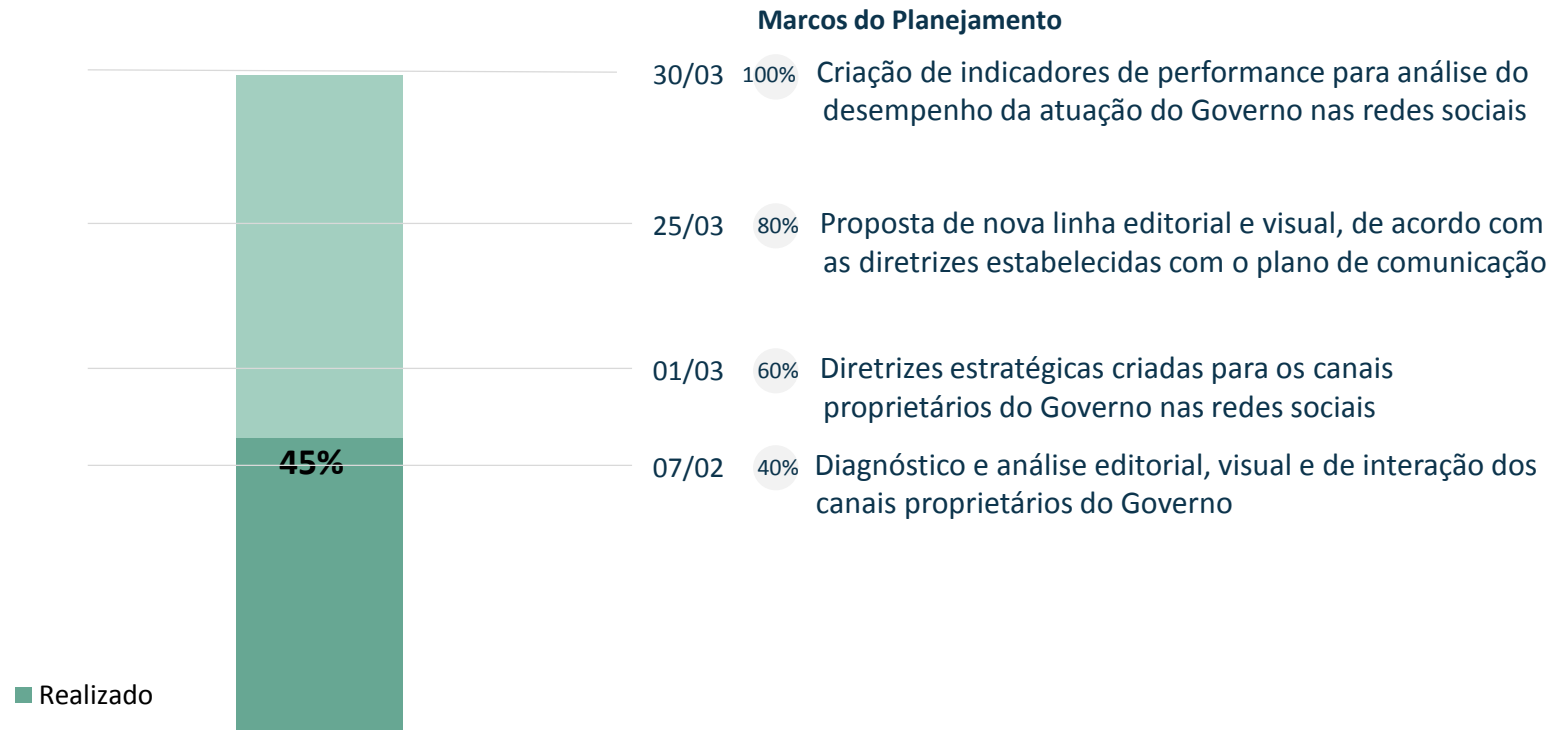 Marcos do Planejamento
30/03 100% Criação de indicadores de performance para análise do
desempenho da atuação do Governo nas redes sociais
25/03 80% Proposta de nova linha editorial e visual, de acordo com
as diretrizes estabelecidas com o plano de comunicação
01/03 60% Diretrizes estratégicas criadas para os canais
proprietários do Governo nas redes sociais
45%
07/02 40% Diagnóstico e análise editorial, visual e de interação dos
canais proprietários do Governo
Realizado